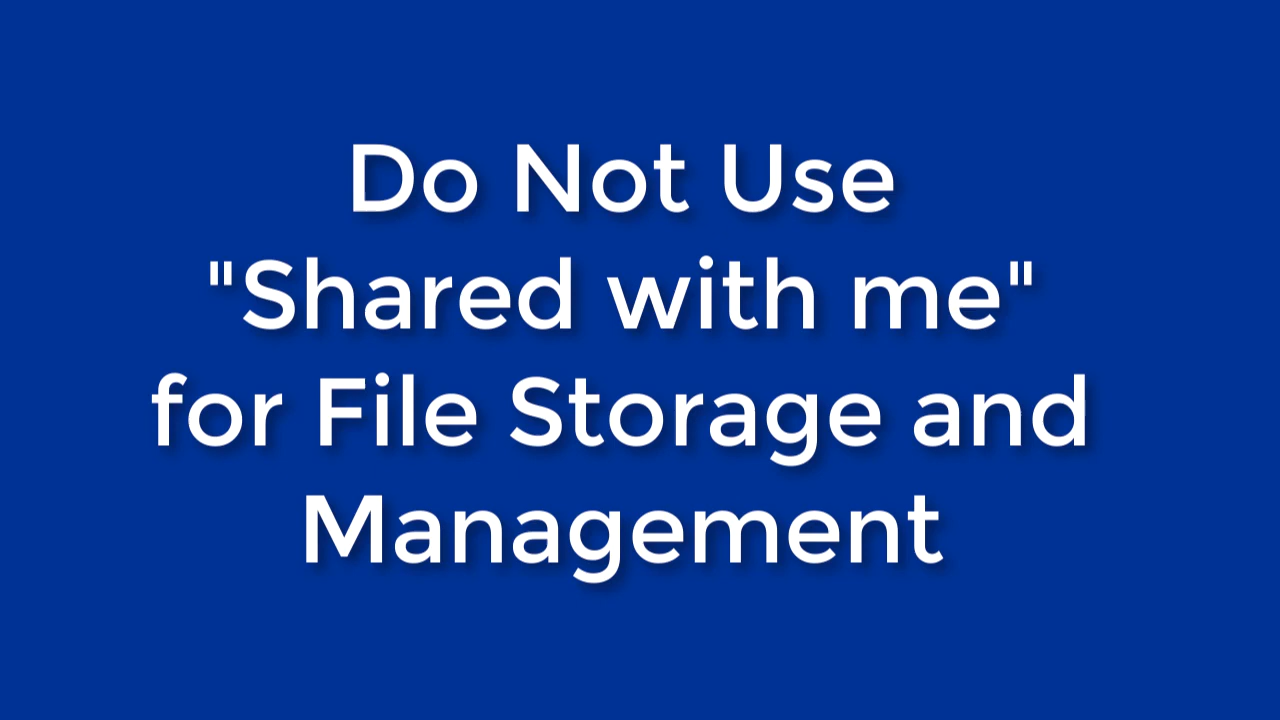 Do Not Use
"Shared with me"
for File Storage and
Management